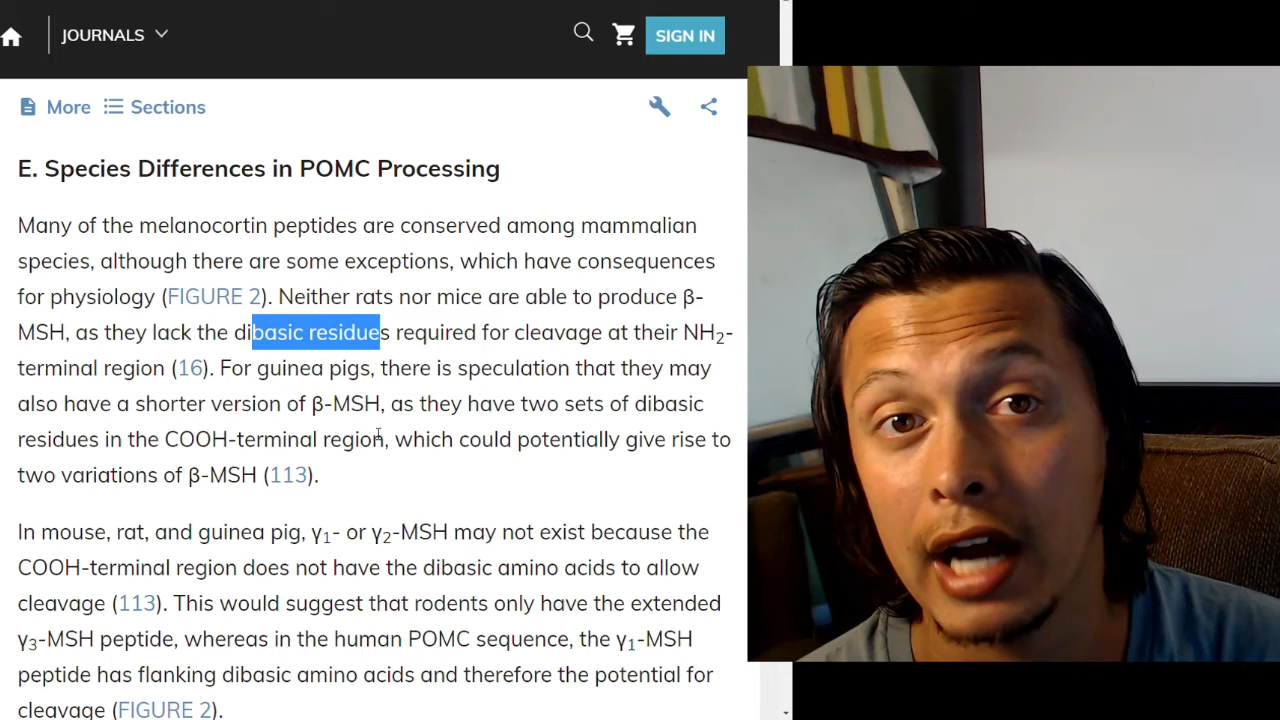 JOURNALS
SIGN IN
More Sections
E. Species Differences in POMC Processing
Many of the melanocortin peptides are conserved among mammalian
species, although there are some exceptions, which have consequences
for physiology (FIGURE 2). Neither rats nor mice are able to produce β-
MSH, as they lack the dibasic residues required for cleavage at their NH₂-
terminal region (16). For guinea pigs, there is speculation that they may
also have a shorter version of β-MSH, as they have two sets of dibasic
residues in the COOH-terminal region, which could potentially give rise to
two variations of β-MSH (113).
In mouse, rat, and guinea pig, γ₁- or γ₂-MSH may not exist because the
COOH-terminal region does not have the dibasic amino acids to allow
cleavage (113). This would suggest that rodents only have the extended
γ₃-MSH peptide, whereas in the human POMC sequence, the γ₁-MSH
peptide has flanking dibasic amino acids and therefore the potential for
cleavage (FIGURE 2).